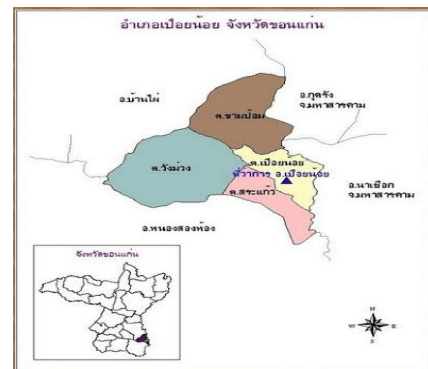 อำเภอเปือยน้อย จังหวัดขอนแก่น
อ.บ้านไผ่
อ.กุดรัง
จ.มหาสารคาม
ต.ขามป้อม
ต.วังม่วง
ต.เปือยน้อย
ที่ว่าการ อ.เปือยน้อย
ต.สระแก้ว
อ.นาเชือก
จ.มหาสารคาม
อ.หนองสองห้อง
จังหวัดขอนแก่น